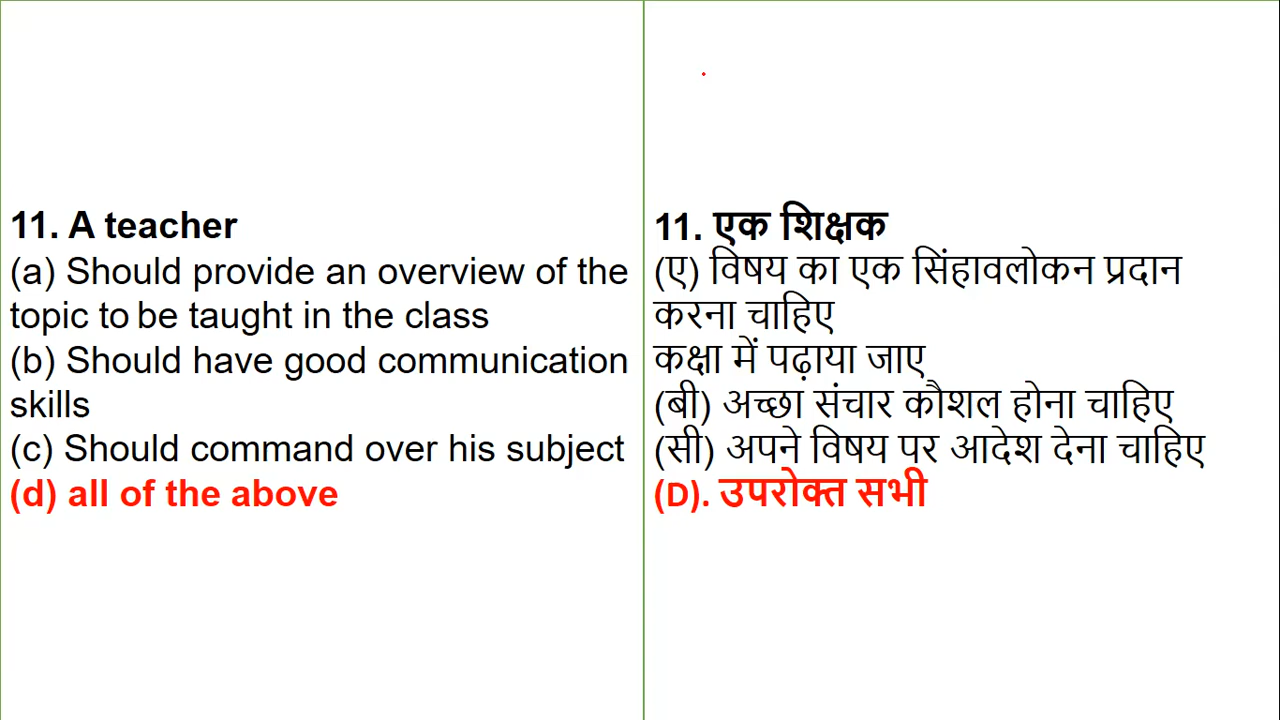 11. A teacher
(a) Should provide an overview of the
topic to be taught in the class
(b) Should have good communication
skills
(c) Should command over his subject
(d) all of the above
11. एक शिक्षक
(ए) विषय का एक सिंहावलोकन प्रदान
करना चाहिए
कक्षा में पढ़ाया जाए
(बी) अच्छा संचार कौशल होना चाहिए
(सी) अपने विषय पर आदेश देना चाहिए
(D). उपरोक्त सभी